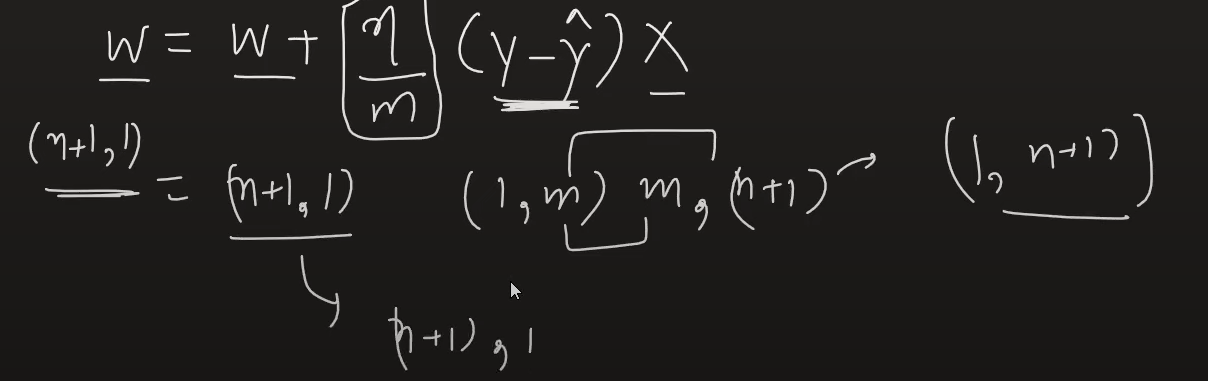 w = w + η/m (y-ŷ) X
(n+1, 1) = (n+1, 1) (1, m) m, (n+1) → (1, n+1)
(n+1), 1